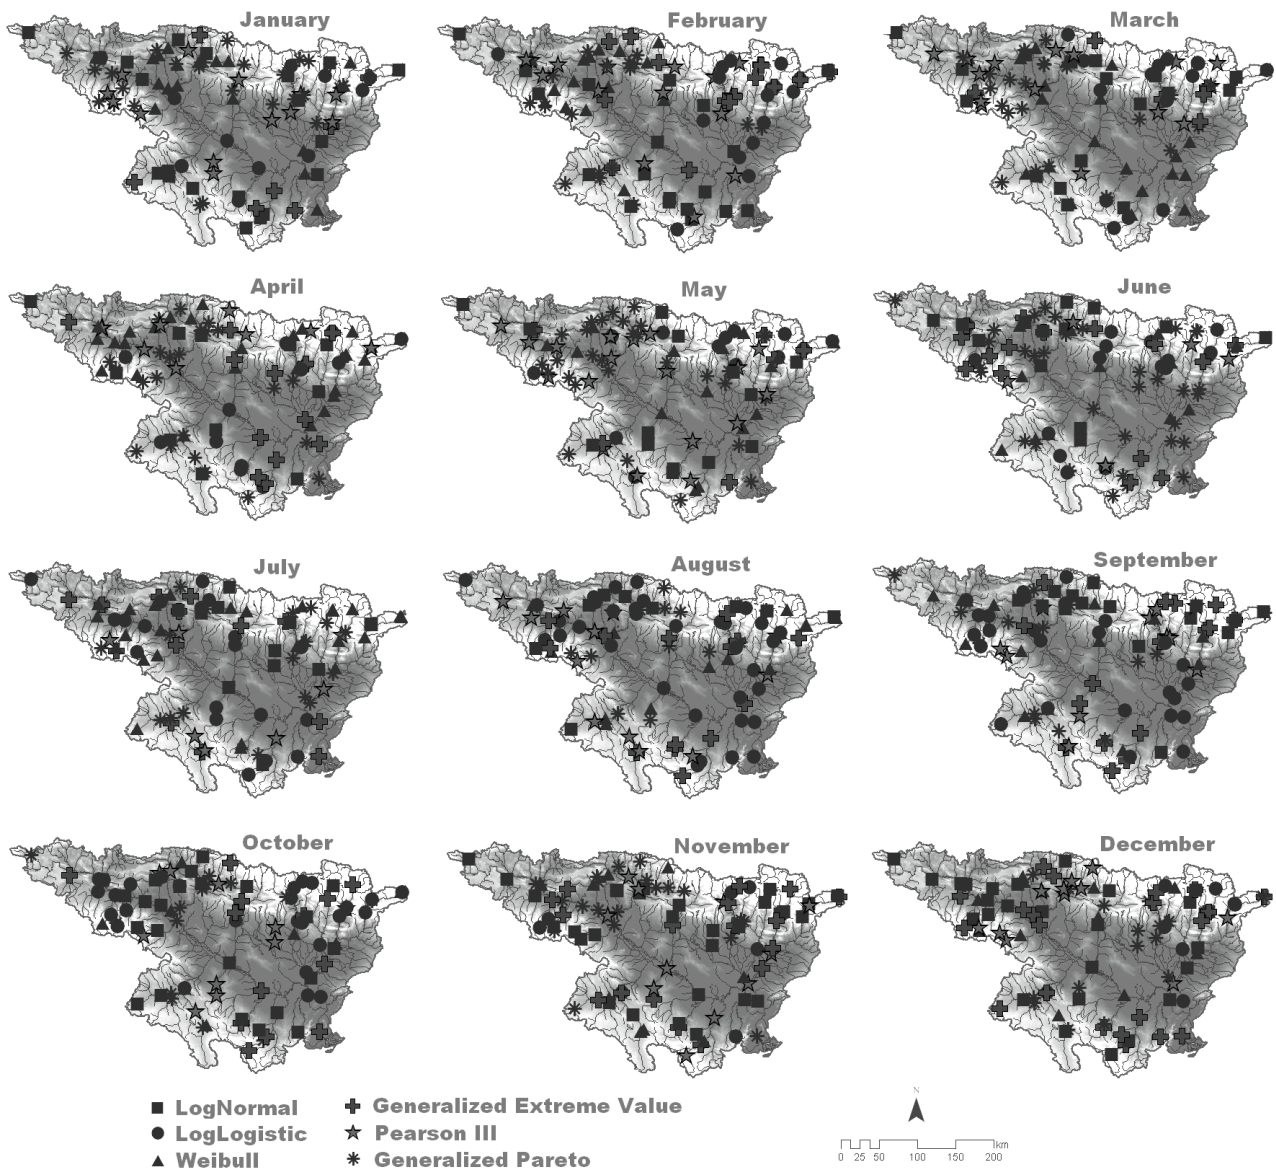 January
February
March
April
May
June
July
August
September
October
November
December
LogNormal
LogLogistic
Weibull
Generalized Extreme Value
Pearson III
Generalized Pareto
N
km
0 25 50 100 150 200